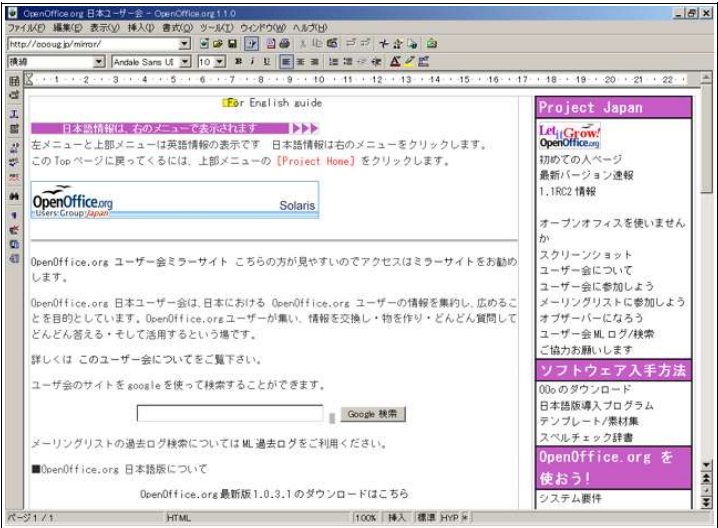 OpenOffice.org 日本ユーザー会 - OpenOffice.org 1.1.0
ファイル(F) 編集(E) 表示(V) 挿入(I) 書式(O) ツール(T) ウィンドウ(W) ヘルプ(H)
http://oooug.jp/mirror/
横線 Andale Sans UI 10 B i U A
1 2 3 4 5 6 7 8 9 10 11 12 13 14 15 16 17 18 19 20 21 22
For English guide
日本語情報は、右のメニューで表示されます
左メニューと上部メニューは英語情報の表示です 日本語情報は右のメニューをクリックします。
この Top ページに戻ってくるには、上部メニューの [Project Home] をクリックします。
OpenOffice.org
Users Group Japan
Solaris
OpenOffice.org ユーザー会ミラーサイト こちらの方が見やすいのでアクセスはミラーサイトをお勧め
します。
OpenOffice.org 日本ユーザー会は、日本における OpenOffice.org ユーザーの情報を集約し、広めるこ
とを目的としています。OpenOffice.org ユーザーが集い、情報を交換し・物を作り・どんどん質問して
どんどん答える・そして活用するという場です。
詳しくは このユーザー会についてをご覧下さい。
ユーザ会のサイトを google を使って検索することができます。
Google 検索
メーリングリストの過去ログ検索については ML 過去ログをご利用ください。
■OpenOffice.org 日本語版について
OpenOffice.org 最新版 1.0.3.1 のダウンロードはこちら
Project Japan
Let it Grow!
OpenOffice.org
初めての人ページ
最新バージョン速報
1.1RC2 情報
オープンオフィスを使いません
か
スクリーンショット
ユーザー会について
ユーザー会に参加しよう
メーリングリストに参加しよう
オブザーバーになろう
ユーザー会 ML ログ/検索
ご協力お願いします
ソフトウェア入手方法
OOo のダウンロード
日本語版導入プログラム
テンプレート/素材集
スペルチェック辞書
OpenOffice.org を
使おう!
システム要件
ページ 1 / 1 HTML 100% 挿入 標準 HYP *